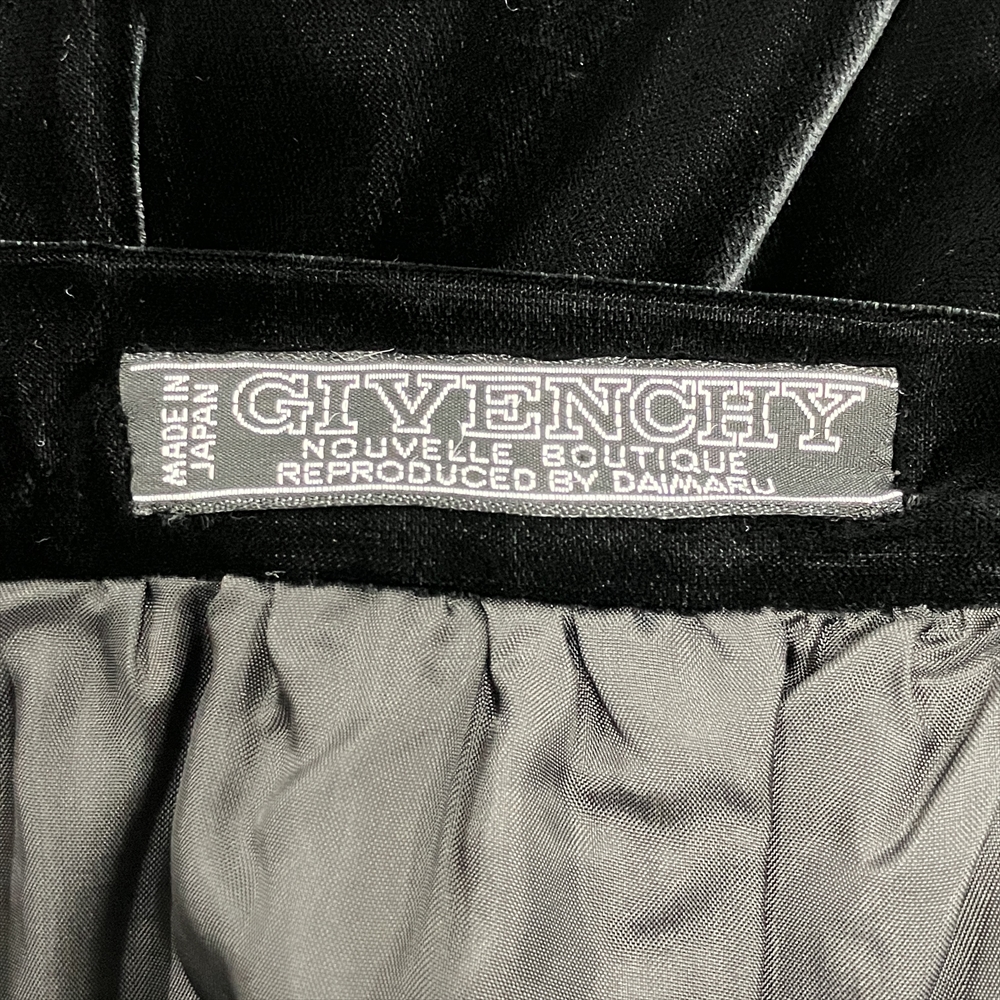 MADE IN
JAPAN
GIVENCHY
NOUVELLE BOUTIQUE
REPRODUCED BY DAIMARU